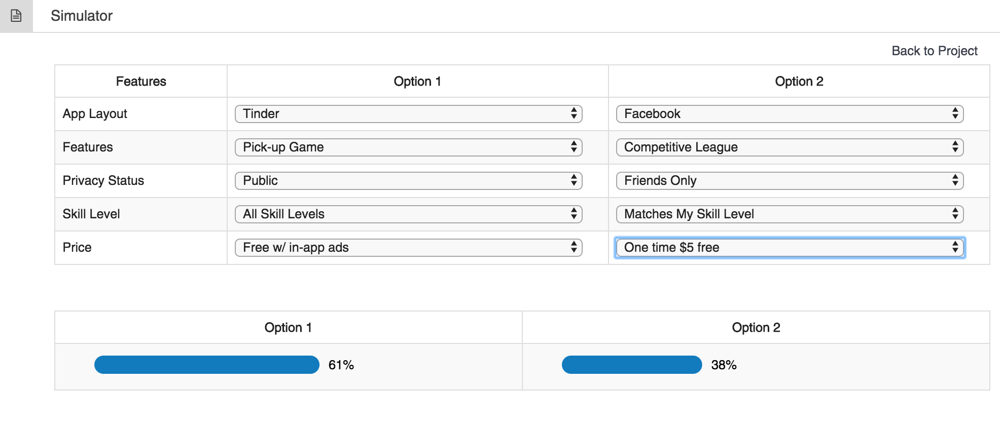 Simulator
Back to Project
Features Option 1 Option 2
App Layout Tinder Facebook
Features Pick-up Game Competitive League
Privacy Status Public Friends Only
Skill Level All Skill Levels Matches My Skill Level
Price Free w/ in-app ads One time $5 free
Option 1 Option 2
61% 38%